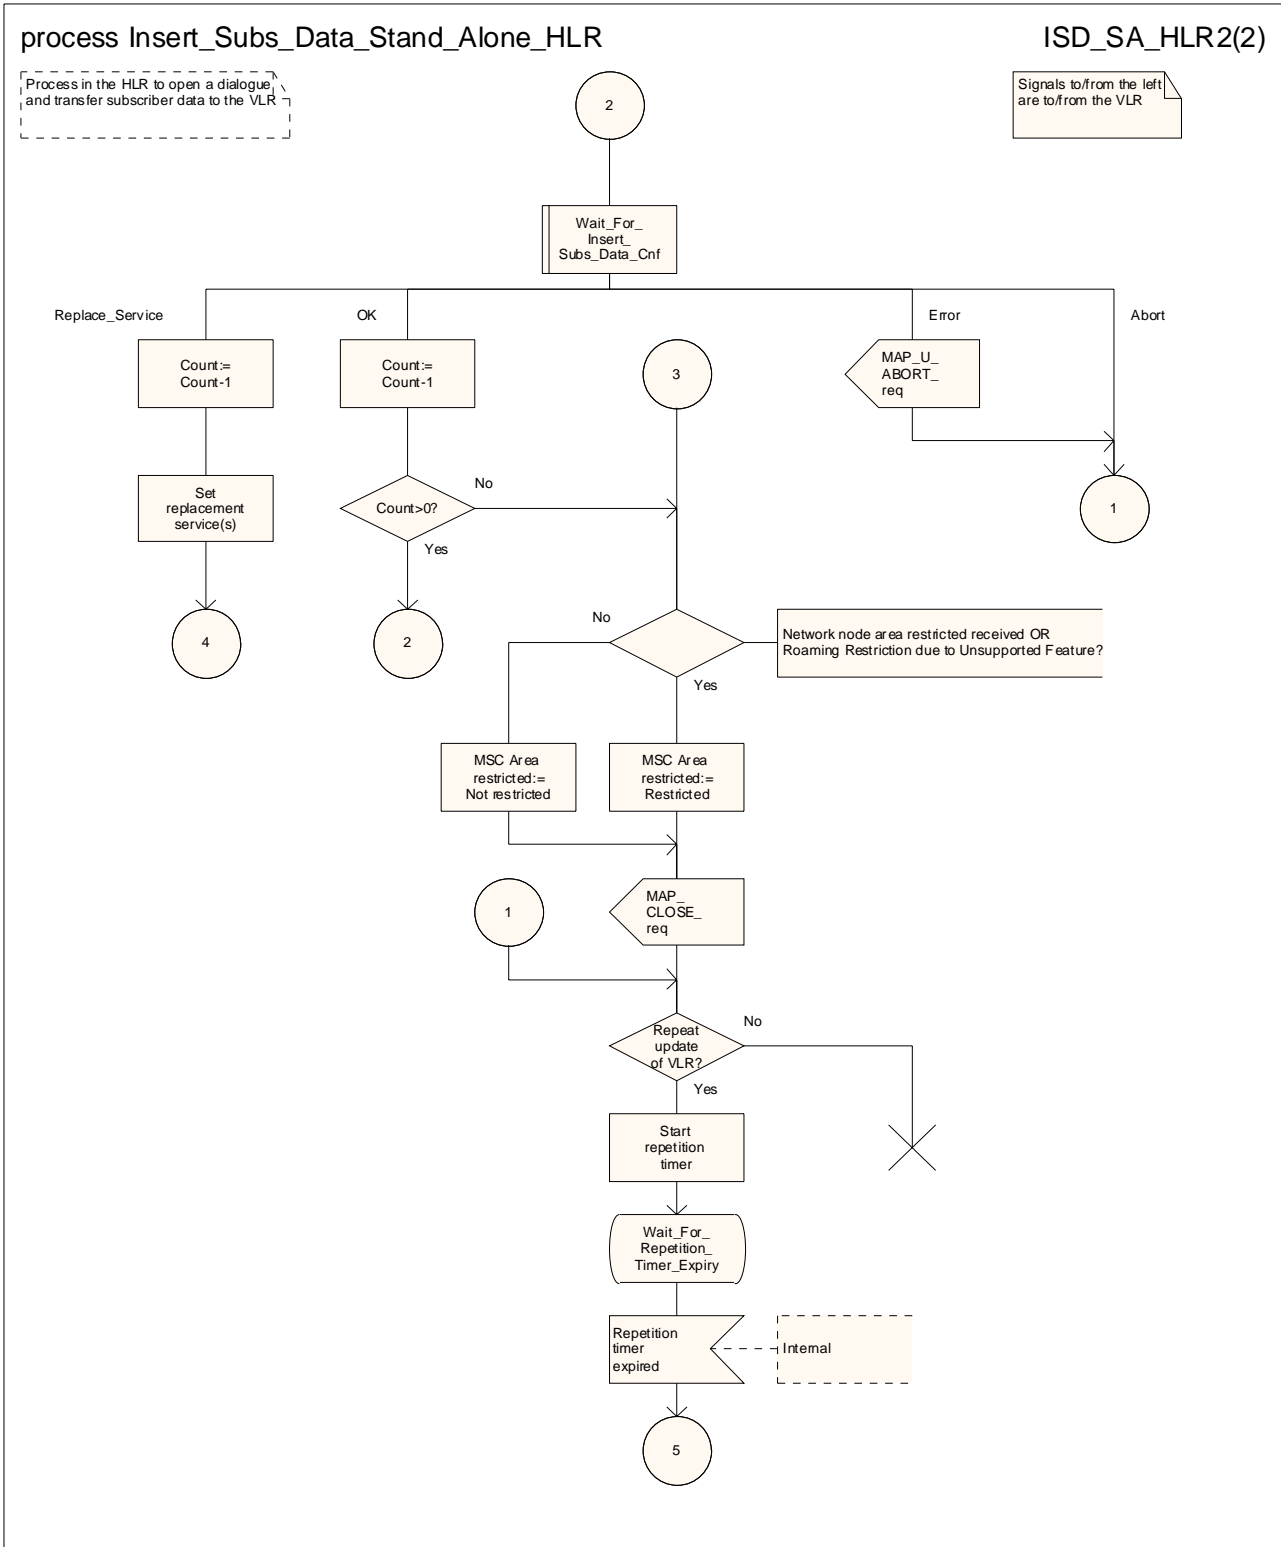 process Insert_Subs_Data_Stand_Alone_HLR
ISD_SA_HLR2(2)
Process in the HLR to open a dialogue
and transfer subscriber data to the VLR
Signals to/from the left
are to/from the VLR
2
Wait_For_
Insert_
Subs_Data_Cnf
Replace_Service
OK
Error
Abort
Count:=
Count-1
Count:=
Count-1
3
MAP_U_
ABORT_
req
Set
replacement
service(s)
Count>0?
No
Yes
1
4
2
No
Yes
Network node area restricted received OR
Roaming Restriction due to Unsupported Feature?
MSC Area
restricted:=
Not restricted
MSC Area
restricted:=
Restricted
1
MAP_
CLOSE_
req
Repeat
update
of VLR?
No
Yes
Start
repetition
timer
Wait_For_
Repetition_
Timer_Expiry
Repetition
timer
expired
Internal
5